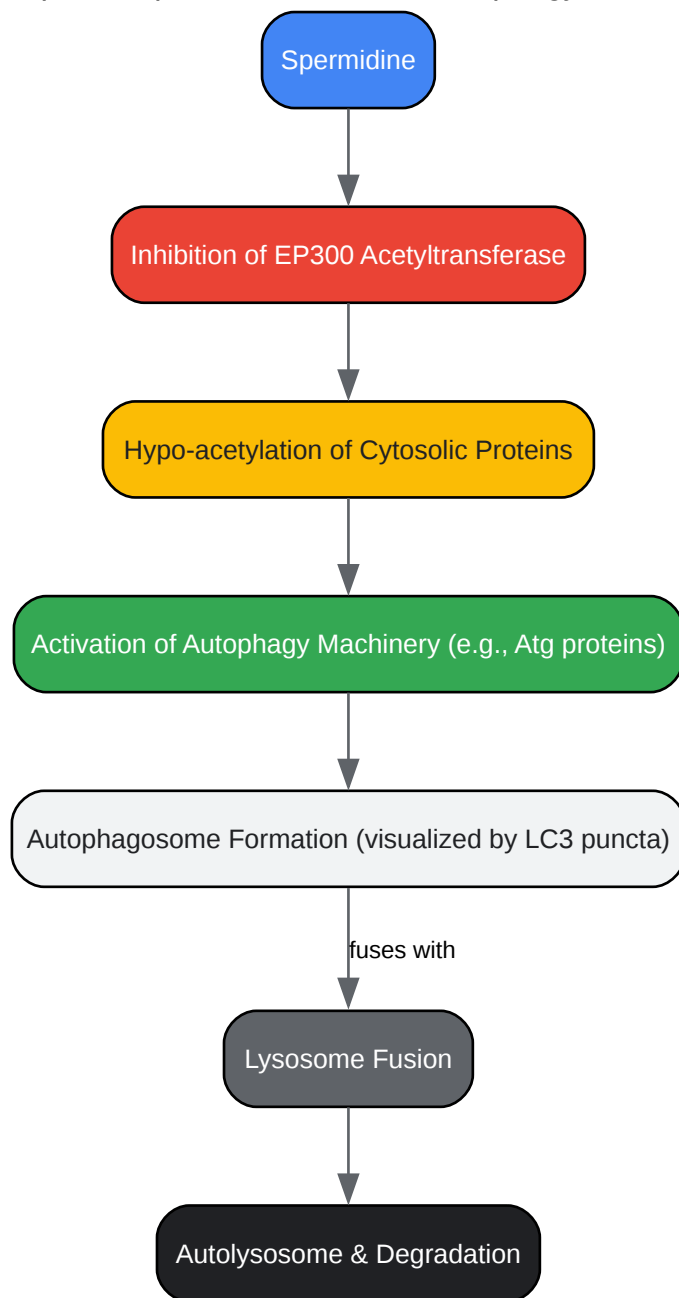 Spermidine
Inhibition of EP300 Acetyltransferase
Hypo-acetylation of Cytosolic Proteins
Activation of Autophagy Machinery (e.g., Atg proteins)
Autophagosome Formation (visualized by LC3 puncta)
fuses with
Lysosome Fusion
Autolysosome & Degradation